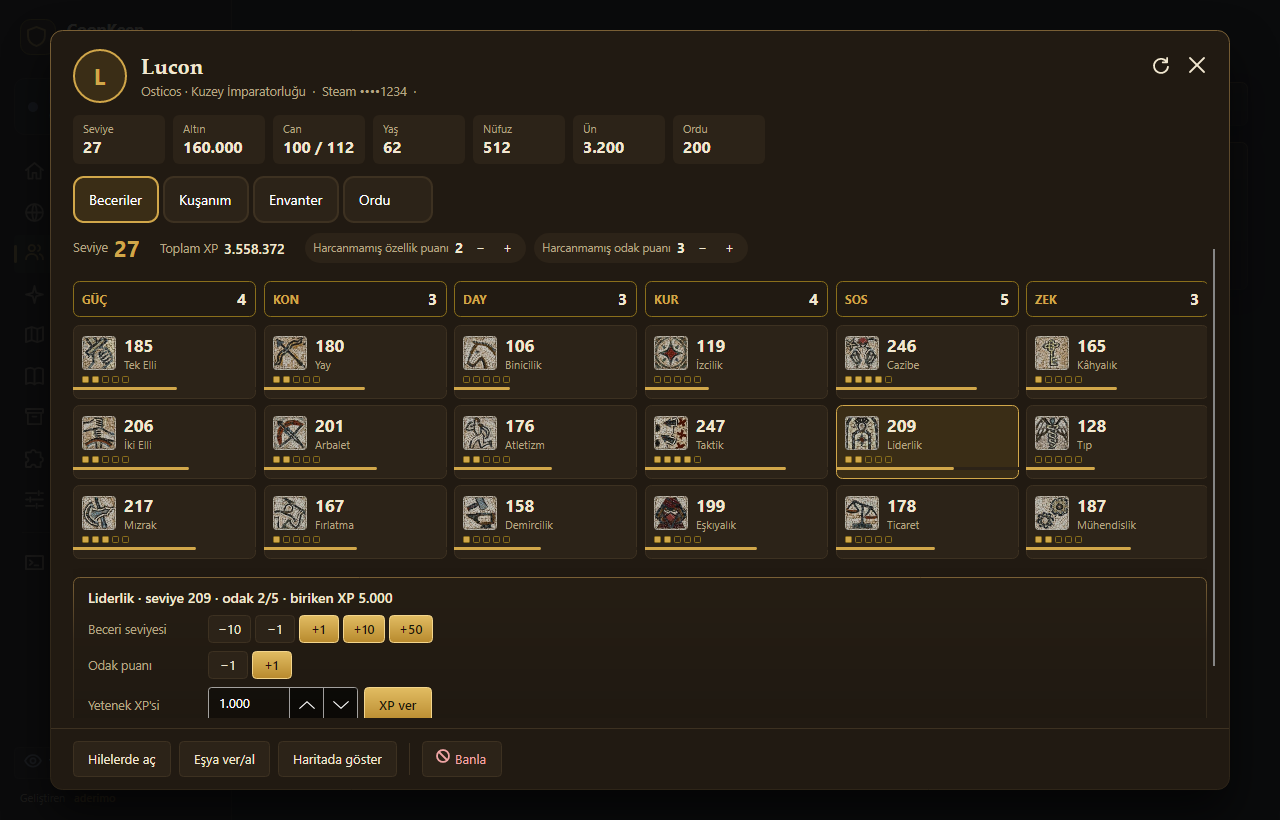 L
Lucon
Osticos · Kuzey İmparatorluğu · Steam ••••1234 ·
Seviye
27
Altın
160.000
Can
100 / 112
Yaş
62
Nüfuz
512
Ün
3.200
Ordu
200
Beceriler Kuşanım Envanter Ordu
Seviye 27 Toplam XP 3.558.372 Harcanmamış özellik puanı 2 − + Harcanmamış odak puanı 3 − +
GÜÇ 4 KON 3 DAY 3 KUR 4 SOS 5 ZEK 3
185
Tek Elli
180
Yay
106
Binicilik
119
İzcilik
246
Cazibe
165
Kâhyalık
206
İki Elli
201
Arbalet
176
Atletizm
247
Taktik
209
Liderlik
128
Tıp
217
Mızrak
167
Fırlatma
158
Demircilik
199
Eşkıyalık
178
Ticaret
187
Mühendislik
Liderlik · seviye 209 · odak 2/5 · biriken XP 5.000
Beceri seviyesi −10 −1 +1 +10 +50
Odak puanı −1 +1
Yetenek XP'si 1.000 XP ver
Hilelerde aç Eşya ver/al Haritada göster Banla